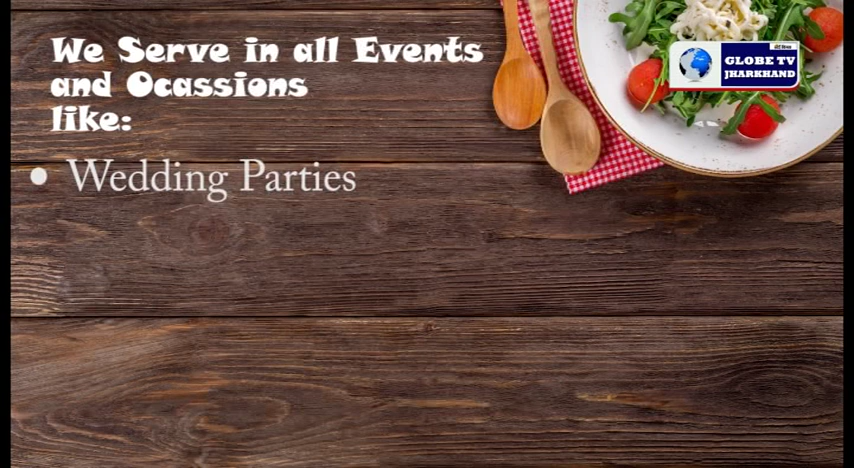 We Serve in all Events
and Ocassions
like:
• Wedding Parties
GLOBE TV
JHARKHAND